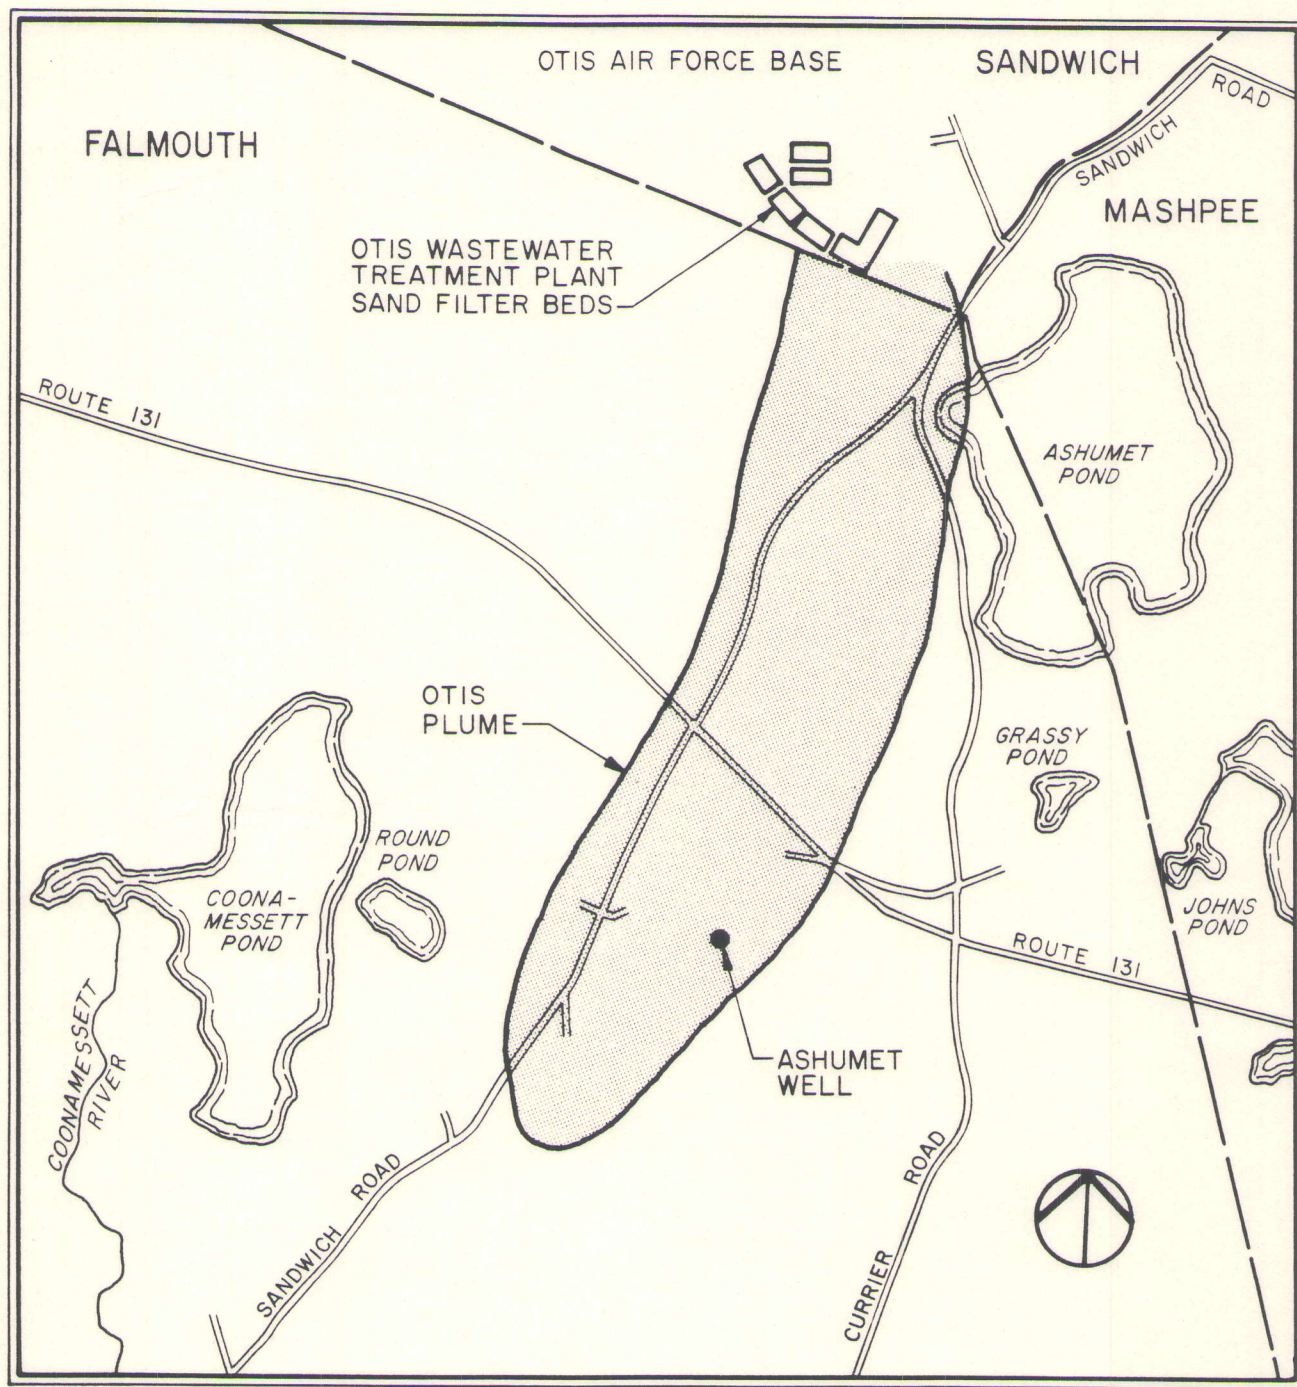 OTIS AIR FORCE BASE
SANDWICH
FALMOUTH
SANDWICH ROAD
MASHPEE
OTIS WASTEWATER
TREATMENT PLANT
SAND FILTER BEDS
ROUTE 131
ASHUMET
POND
OTIS
PLUME
GRASSY
POND
ROUND
POND
COONA-
MESSETT
POND
JOHNS
POND
ROUTE 131
COONAMESSETT
RIVER
ASHUMET
WELL
SANDWICH ROAD
CURRIER ROAD